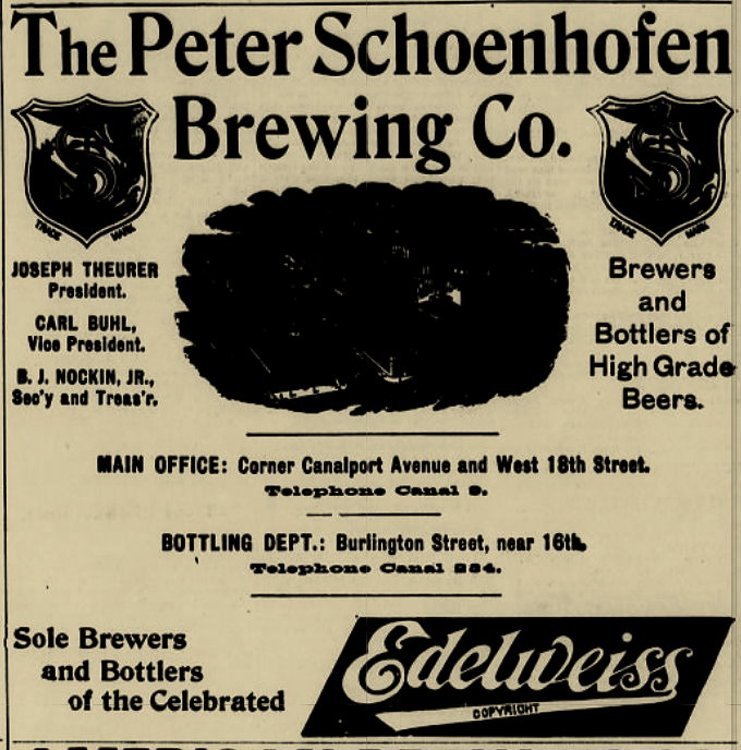 The Peter Schoenhofen
Brewing Co.
TRADE MARK
TRADE MARK
JOSEPH THEURER
President.
CARL BUHL,
Vice President.
B. J. NOCKIN, JR.,
Sec'y and Treas'r.
Brewers
and
Bottlers of
High Grade
Beers.
MAIN OFFICE: Corner Canalport Avenue and West 18th Street.
Telephone Canal 9.
BOTTLING DEPT.: Burlington Street, near 16th.
Telephone Canal 284.
Sole Brewers
and Bottlers
of the Celebrated
Edelweiss
COPYRIGHT